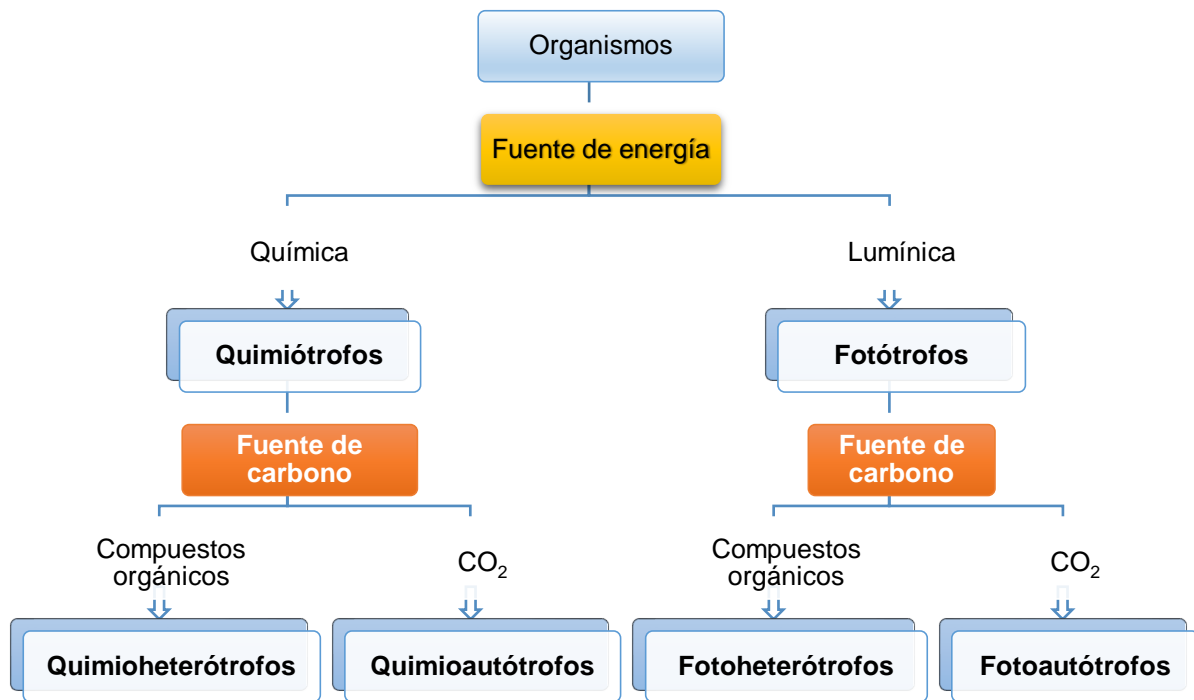 Organismos
Fuente de energía
Química
Lumínica
Quimiótrofos
Fotótrofos
Fuente de
carbono
Fuente de
carbono
Compuestos
orgánicos
CO₂
Compuestos
orgánicos
CO₂
Quimioheterótrofos
Quimioautótrofos
Fotoheterótrofos
Fotoautótrofos